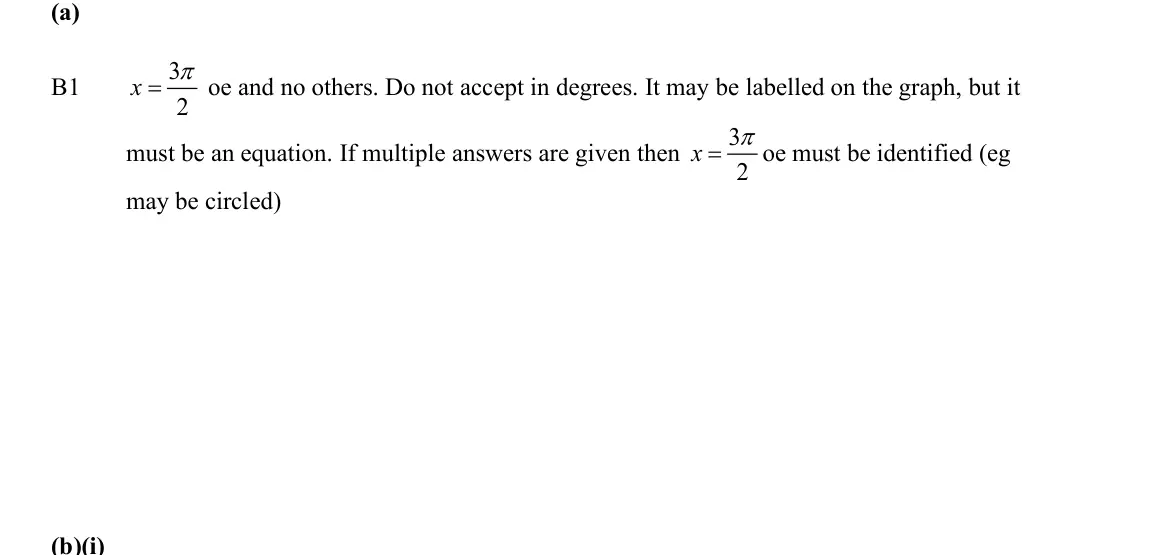 (a)
B1 x = 3π/2 oe and no others. Do not accept in degrees. It may be labelled on the graph, but it
must be an equation. If multiple answers are given then x = 3π/2 oe must be identified (eg
may be circled)
(b)(i)